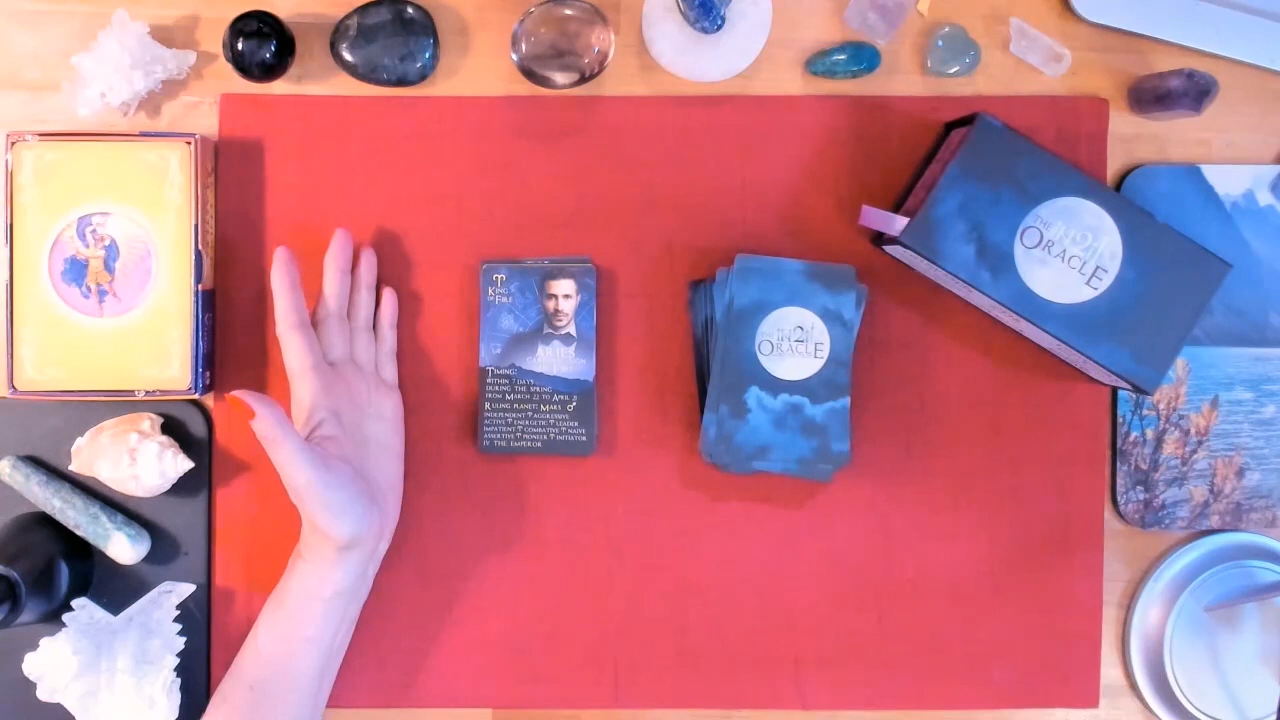 ♈
King
of Fire
ARIES
Timing:
within 7 days
during the spring
from March 22 to April 21
Ruling planet: Mars ♂
independent ♈ aggressive
active ♈ energetic ♈ leader
impatient ♈ combative ♈ naive
assertive ♈ pioneer ♈ initiator
IV The Emperor
The
IN2IT
Oracle
The
IN2IT
Oracle